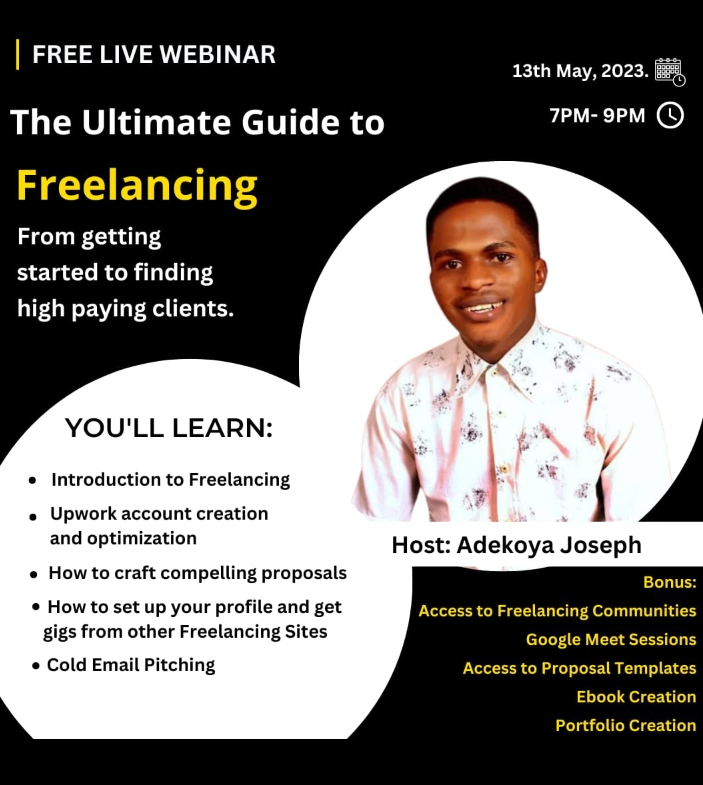 FREE LIVE WEBINAR
13th May, 2023.
7PM- 9PM
The Ultimate Guide to
Freelancing
From getting
started to finding
high paying clients.
YOU'LL LEARN:
• Introduction to Freelancing
• Upwork account creation
and optimization
• How to craft compelling proposals
• How to set up your profile and get
gigs from other Freelancing Sites
• Cold Email Pitching
Host: Adekoya Joseph
Bonus:
Access to Freelancing Communities
Google Meet Sessions
Access to Proposal Templates
Ebook Creation
Portfolio Creation